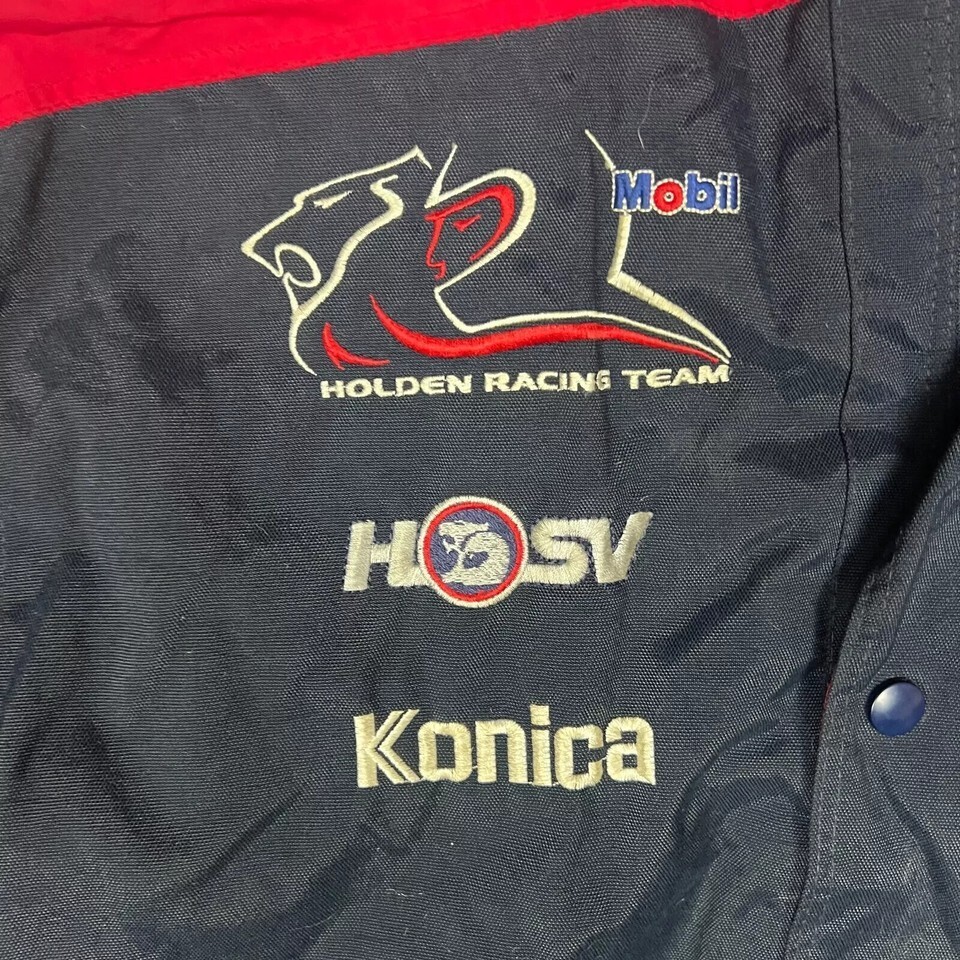 Mobil
HOLDEN RACING TEAM
HSV
Konica